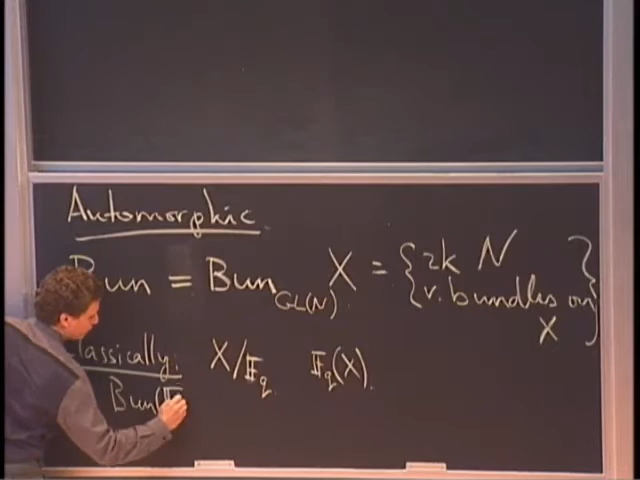 Automorphic
Bun = Bun_GL(N) X = { rk N
v. bundles on X }
Classically: X/𝔽_q 𝔽_q(X).
Bun(𝔽